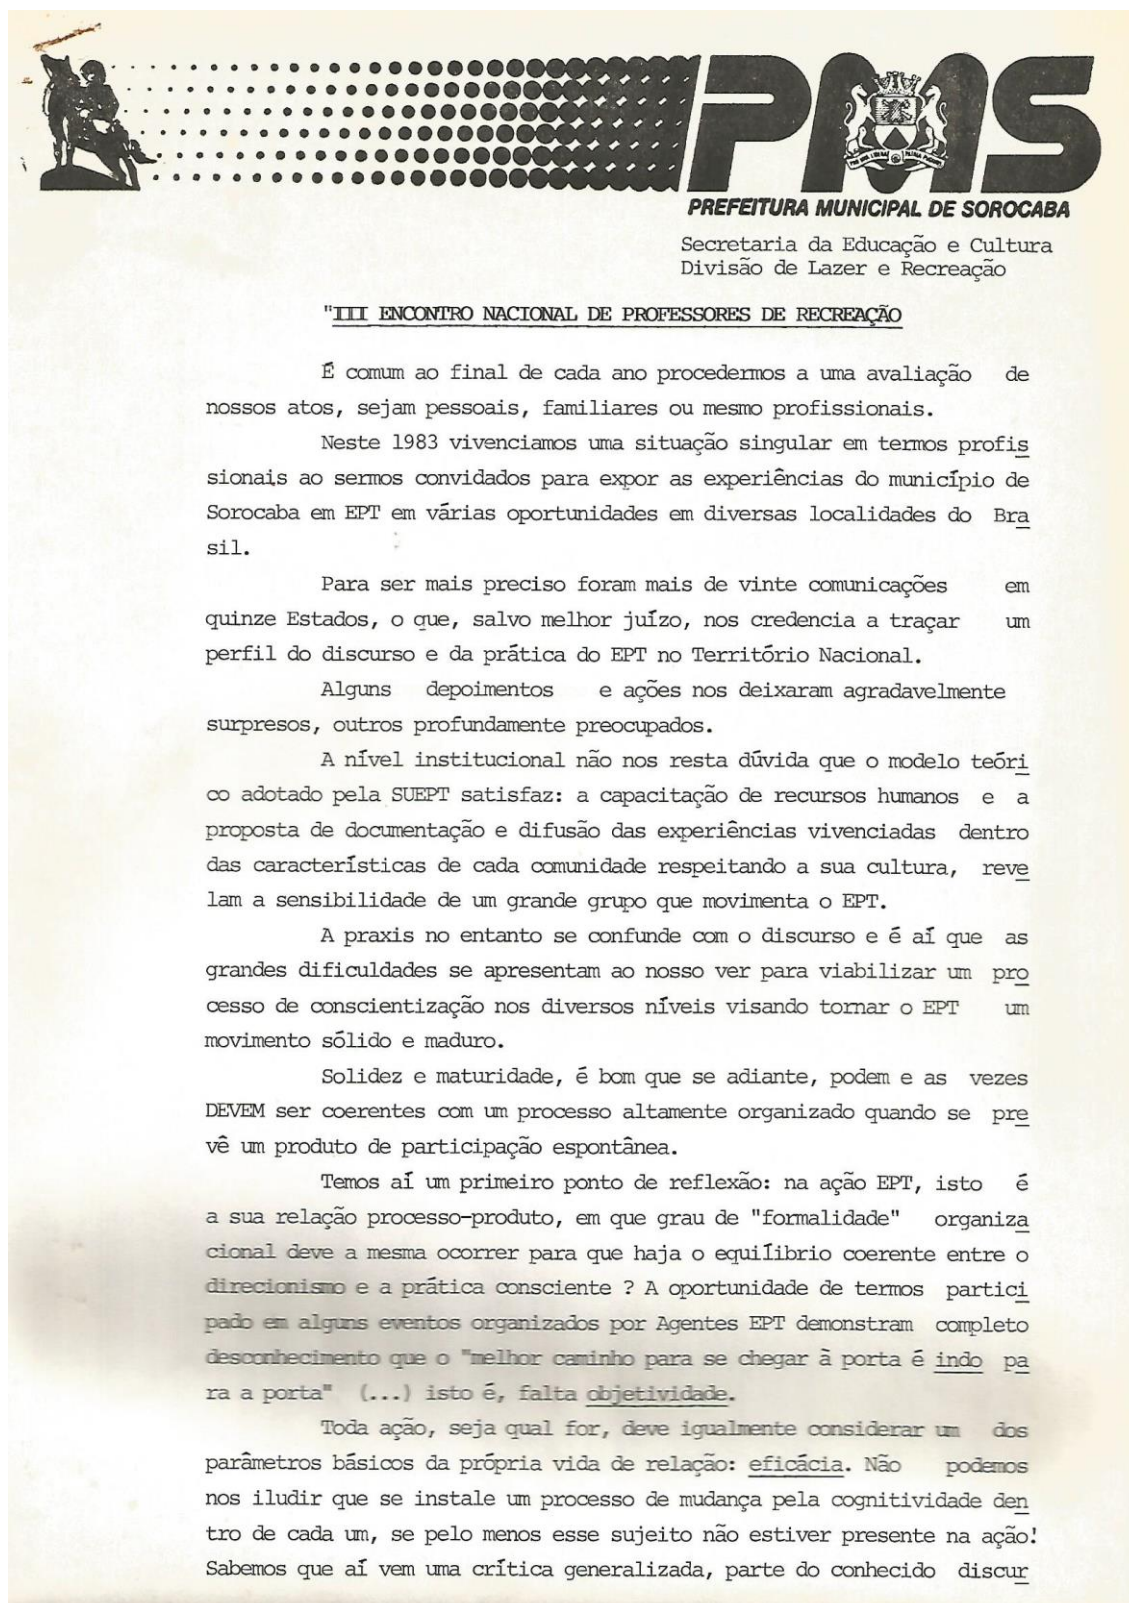 PMS
PREFEITURA MUNICIPAL DE SOROCABA
Secretaria da Educação e Cultura
Divisão de Lazer e Recreação
"III ENCONTRO NACIONAL DE PROFESSORES DE RECREAÇÃO
É comum ao final de cada ano procedermos a uma avaliação de
nossos atos, sejam pessoais, familiares ou mesmo profissionais.
Neste 1983 vivenciamos uma situação singular em termos profis
sionais ao sermos convidados para expor as experiências do município de
Sorocaba em EPT em várias oportunidades em diversas localidades do Bra
sil.
Para ser mais preciso foram mais de vinte comunicações em
quinze Estados, o que, salvo melhor juízo, nos credencia a traçar um
perfil do discurso e da prática do EPT no Território Nacional.
Alguns depoimentos e ações nos deixaram agradavelmente
surpresos, outros profundamente preocupados.
A nível institucional não nos resta dúvida que o modelo teóri
co adotado pela SUEPT satisfaz: a capacitação de recursos humanos e a
proposta de documentação e difusão das experiências vivenciadas dentro
das características de cada comunidade respeitando a sua cultura, reve
lam a sensibilidade de um grande grupo que movimenta o EPT.
A praxis no entanto se confunde com o discurso e é aí que as
grandes dificuldades se apresentam ao nosso ver para viabilizar um pro
cesso de conscientização nos diversos níveis visando tornar o EPT um
movimento sólido e maduro.
Solidez e maturidade, é bom que se adiante, podem e as vezes
DEVEM ser coerentes com um processo altamente organizado quando se pre
vê um produto de participação espontânea.
Temos aí um primeiro ponto de reflexão: na ação EPT, isto é
a sua relação processo-produto, em que grau de "formalidade" organiza
cional deve a mesma ocorrer para que haja o equilíbrio coerente entre o
direcionismo e a prática consciente ? A oportunidade de termos partici
pado em alguns eventos organizados por Agentes EPT demonstram completo
desconhecimento que o "melhor caminho para se chegar à porta é indo pa
ra a porta" (...) isto é, falta objetividade.
Toda ação, seja qual for, deve igualmente considerar um dos
parâmetros básicos da própria vida de relação: eficácia. Não podemos
nos iludir que se instale um processo de mudança pela cognitividade den
tro de cada um, se pelo menos esse sujeito não estiver presente na ação!
Sabemos que aí vem uma crítica generalizada, parte do conhecido discur